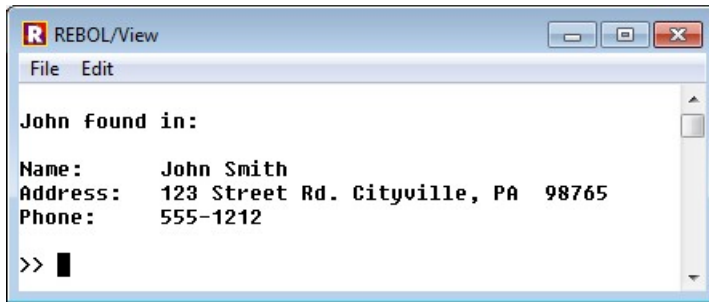 REBOL/View
File Edit
John found in:
Name: John Smith
Address: 123 Street Rd. Cityville, PA 98765
Phone: 555-1212
>>